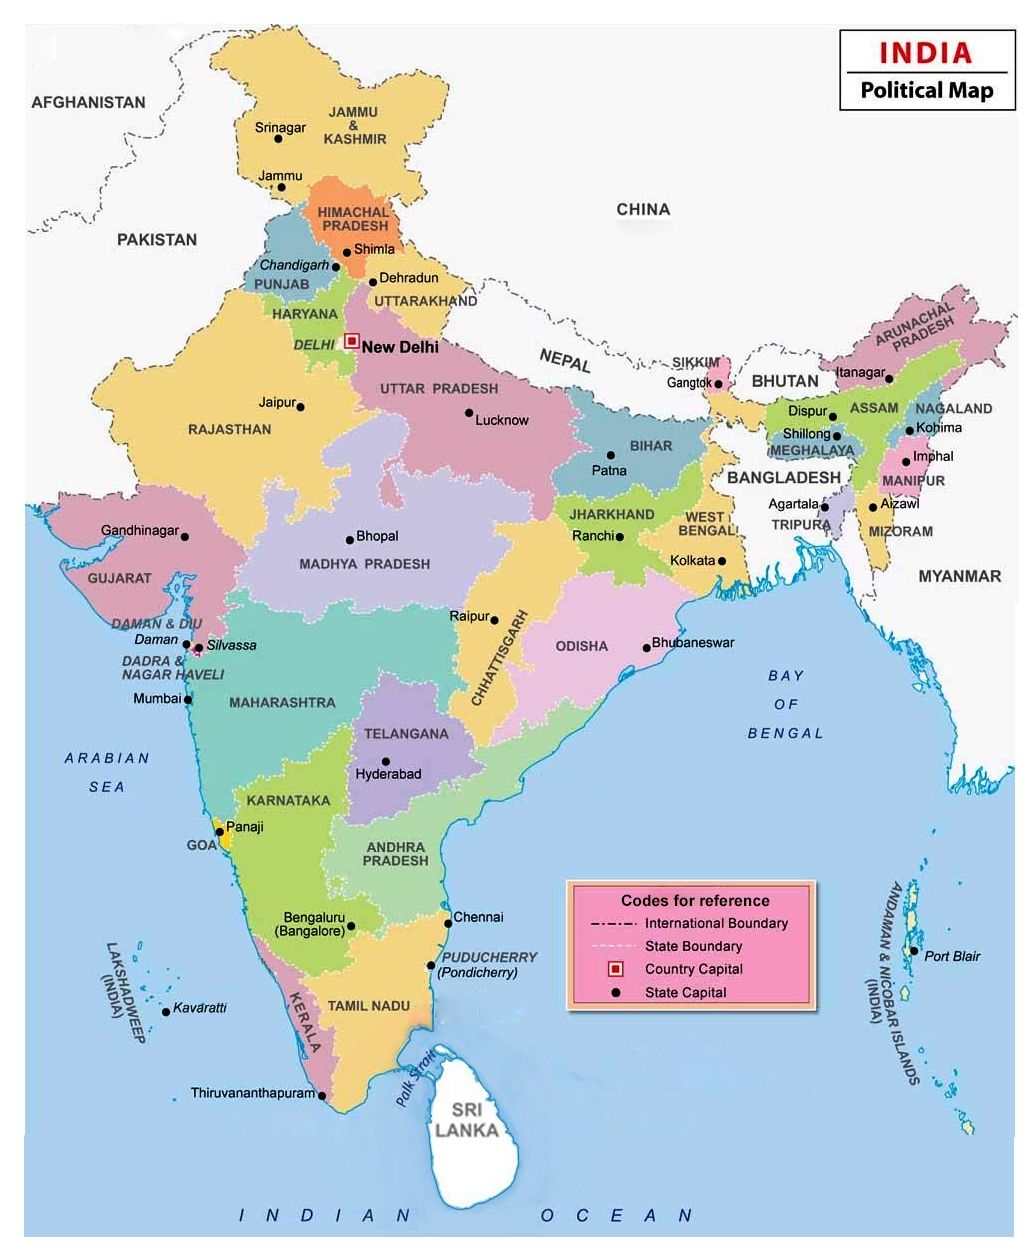 INDIA
Political Map
AFGHANISTAN
JAMMU
&
KASHMIR
Srinagar
Jammu
CHINA
PAKISTAN
HIMACHAL
PRADESH
Shimla
Chandigarh
PUNJAB
Dehradun
UTTARAKHAND
HARYANA
DELHI
New Delhi
NEPAL
SIKKIM
Gangtok
BHUTAN
ARUNACHAL
PRADESH
Itanagar
UTTAR PRADESH
Lucknow
Jaipur
RAJASTHAN
BIHAR
Patna
Dispur
ASSAM
NAGALAND
Kohima
Shillong
MEGHALAYA
Imphal
MANIPUR
BANGLADESH
Agartala
TRIPURA
Aizawl
MIZORAM
MYANMAR
Gandhinagar
GUJARAT
Bhopal
MADHYA PRADESH
JHARKHAND
Ranchi
WEST
BENGAL
Kolkata
DAMAN & DIU
Daman
Silvassa
DADRA &
NAGAR HAVELI
Mumbai
MAHARASHTRA
Raipur
CHHATTISGARH
ODISHA
Bhubaneswar
BAY
OF
BENGAL
ARABIAN
SEA
TELANGANA
Hyderabad
KARNATAKA
Panaji
GOA
ANDHRA
PRADESH
Bengaluru
(Bangalore)
Chennai
PUDUCHERRY
(Pondicherry)
TAMIL NADU
KERALA
Thiruvananthapuram
LAKSHADWEEP
(INDIA)
Kavaratti
Codes for reference
International Boundary
State Boundary
Country Capital
State Capital
ANDAMAN & NICOBAR ISLANDS
(INDIA)
Port Blair
Palk Strait
SRI
LANKA
INDIAN OCEAN